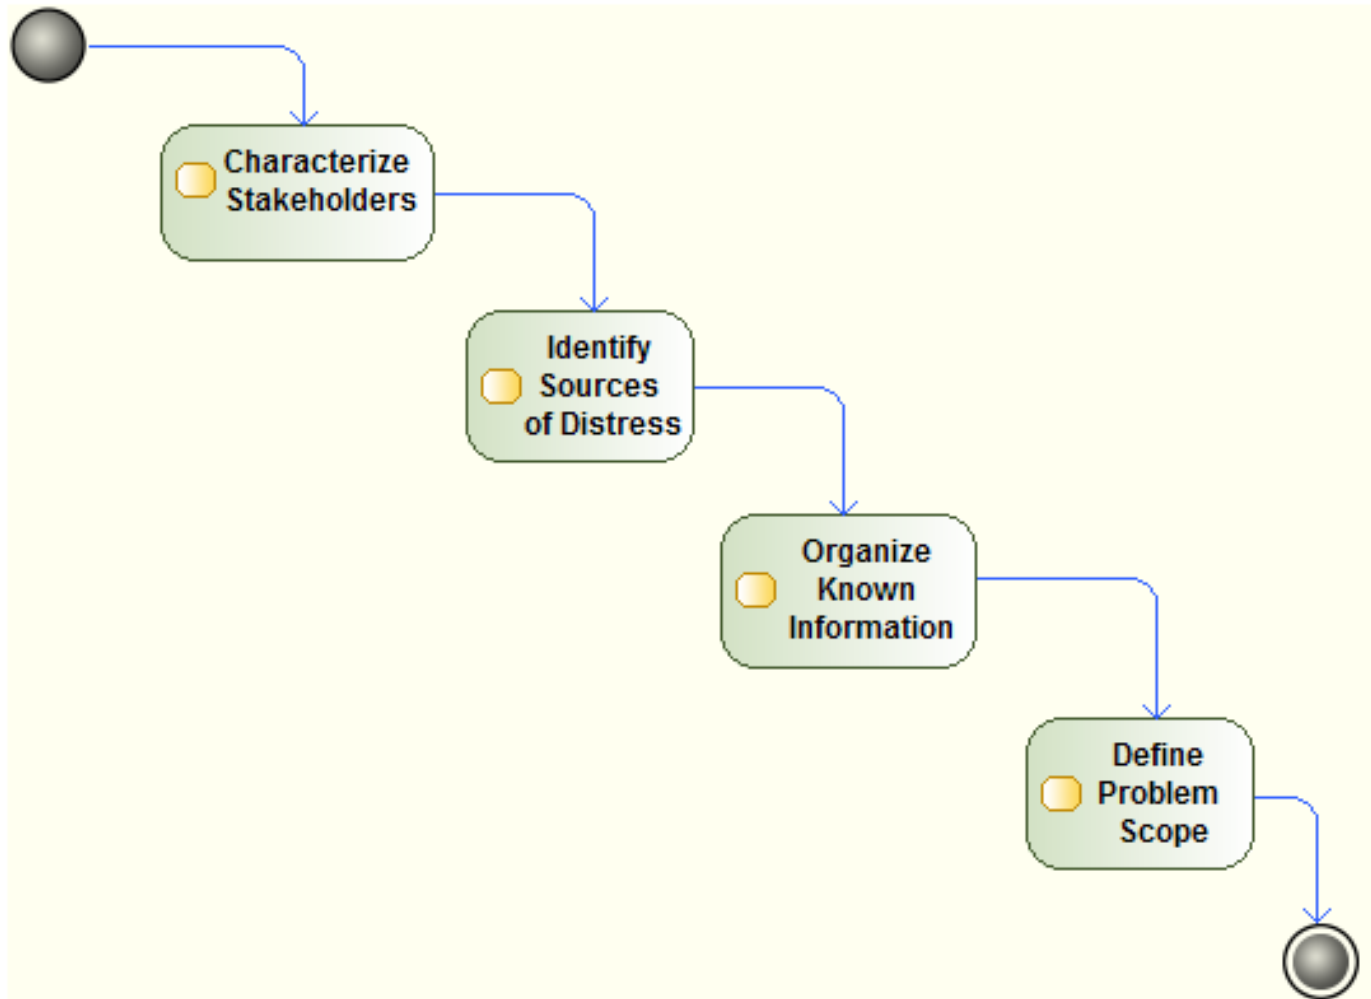 Characterize
Stakeholders
Identify
Sources
of Distress
Organize
Known
Information
Define
Problem
Scope